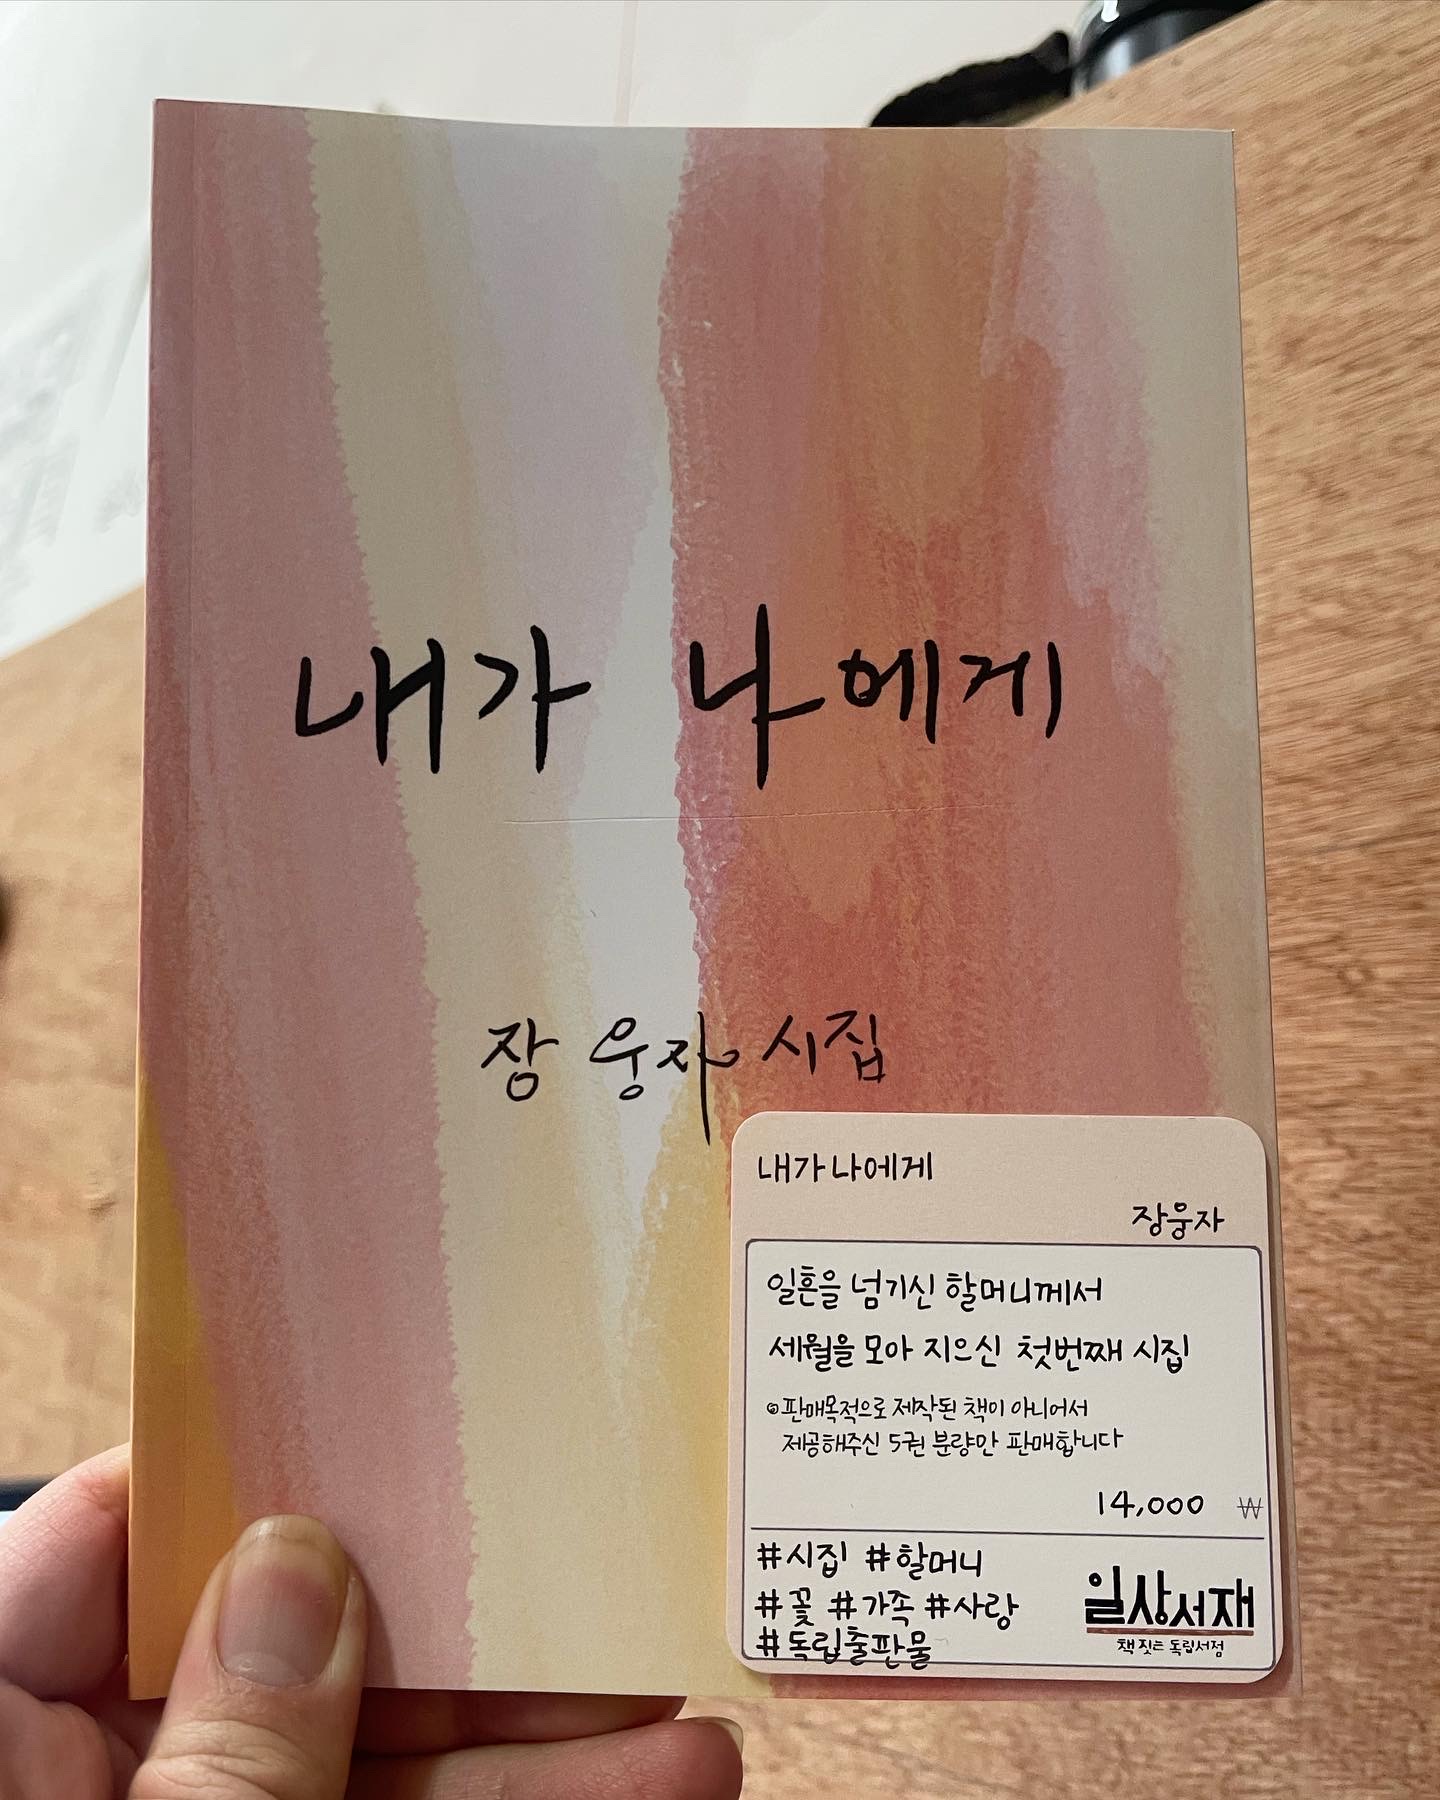 내가 나에게
장웅자 시집
내가 나에게
장웅자
일흔을 넘기신 할머니께서
세월을 모아 지으신 첫번째 시집
◎판매목적으로 제작된 책이 아니어서
제공해주신 5권 분량만 판매합니다
14,000 ₩
#시집 #할머니
#꽃 #가족 #사랑
#독립출판물
일상서재
책 짓는 독립서점